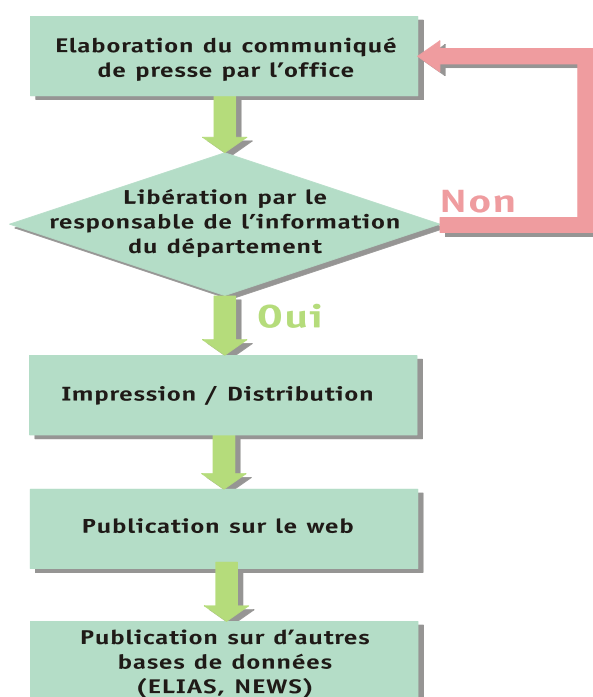 Elaboration du communiqué
de presse par l'office
Libération par le
responsable de l'information
du département
Non
Oui
Impression / Distribution
Publication sur le web
Publication sur d'autres
bases de données
(ELIAS, NEWS)